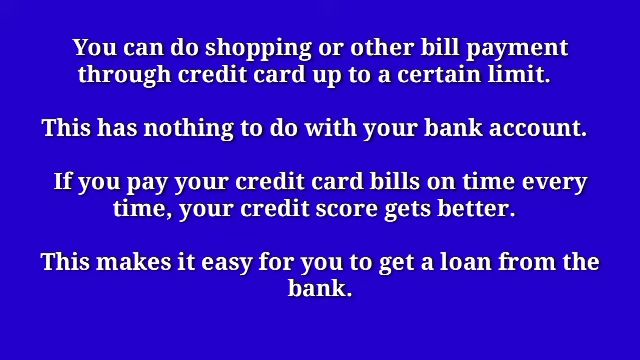 You can do shopping or other bill payment
through credit card up to a certain limit.
This has nothing to do with your bank account.
If you pay your credit card bills on time every
time, your credit score gets better.
This makes it easy for you to get a loan from the
bank.